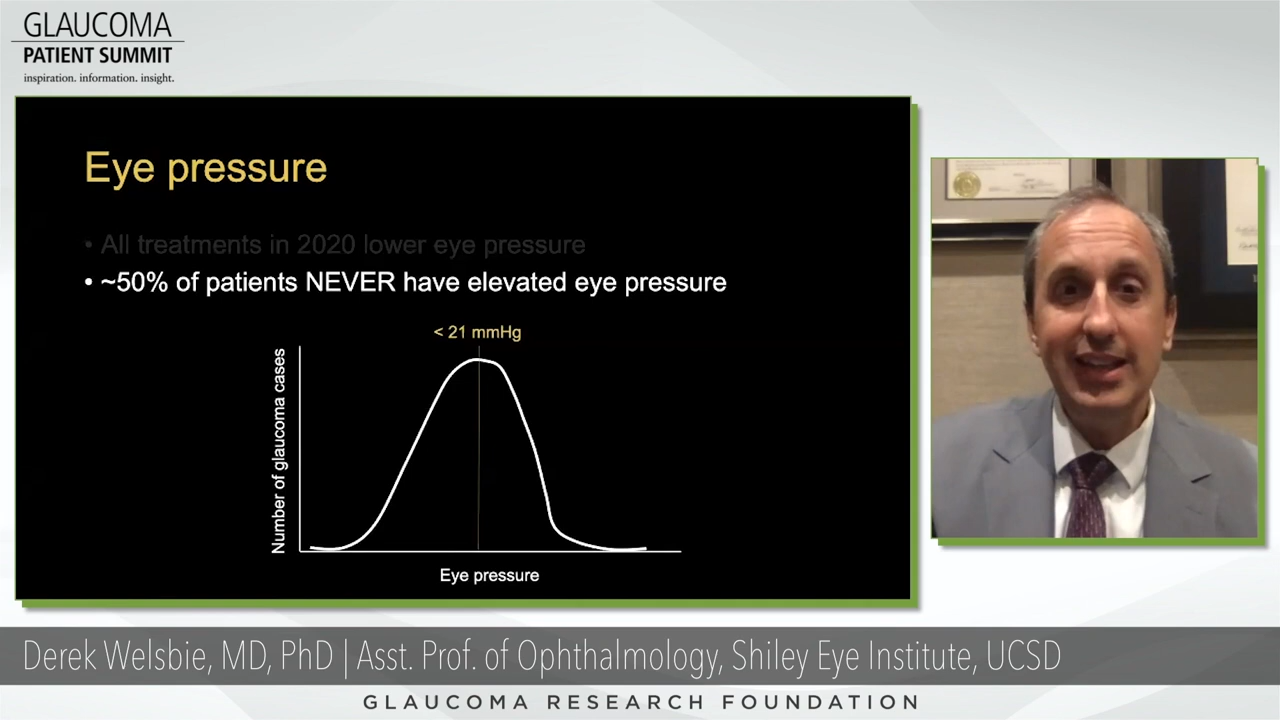 GLAUCOMA
PATIENT SUMMIT
inspiration. information. insight.
Eye pressure
• All treatments in 2020 lower eye pressure
• ~50% of patients NEVER have elevated eye pressure
< 21 mmHg
Number of glaucoma cases
Eye pressure
Derek Welsbie, MD, PhD | Asst. Prof. of Ophthalmology, Shiley Eye Institute, UCSD
GLAUCOMA RESEARCH FOUNDATION